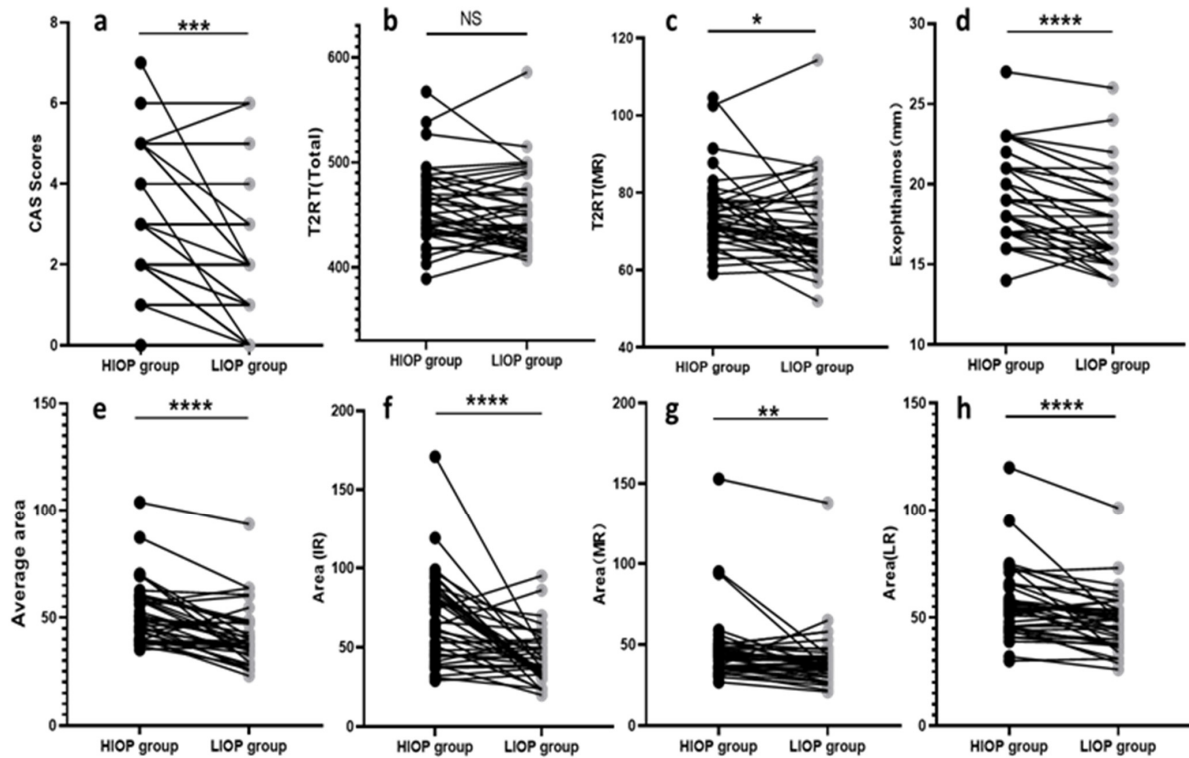 a
***
CAS Scores
8
6
4
2
0
HIOP group
LIOP group
b
NS
T2RT(Total)
600
500
400
HIOP group
LIOP group
c
*
T2RT(MR)
120
100
80
60
40
HIOP group
LIOP group
d
****
Exophthalmos (mm)
30
25
20
15
10
HIOP group
LIOP group
e
****
Average area
150
100
50
0
HIOP group
LIOP group
f
****
Area (IR)
200
150
100
50
0
HIOP group
LIOP group
g
**
Area (MR)
200
150
100
50
0
HIOP group
LIOP group
h
****
Area(LR)
150
100
50
0
HIOP group
LIOP group